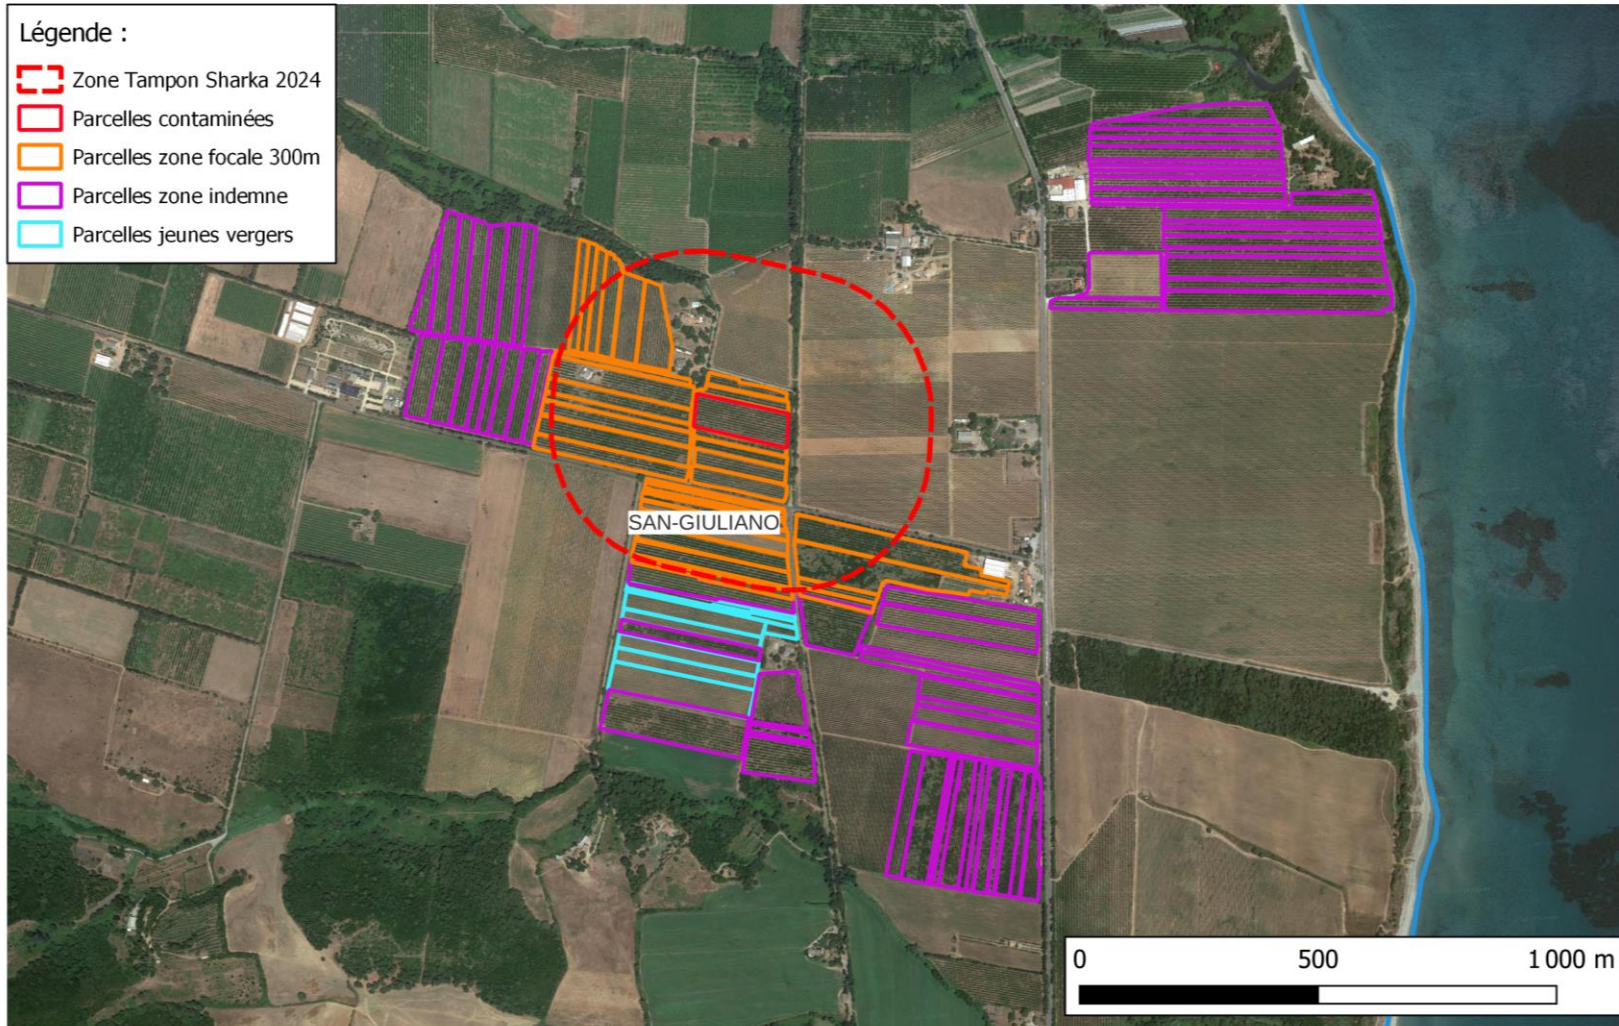 Légende :
Zone Tampon Sharka 2024
Parcelles contaminées
Parcelles zone focale 300m
Parcelles zone indemne
Parcelles jeunes vergers
SAN-GIULIANO
0 500 1 000 m